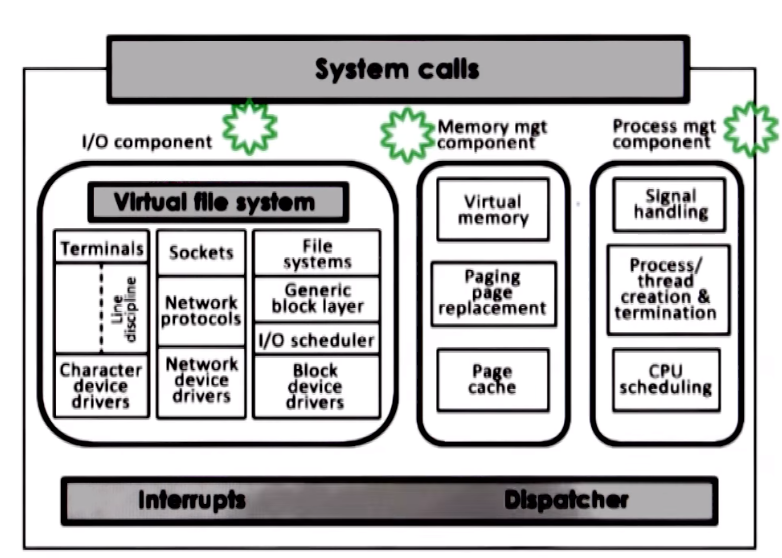 System calls
I/O component
Memory mgt
component
Process mgt
component
Virtual file system
Terminals
Line
discipline
Character
device
drivers
Sockets
Network
protocols
Network
device
drivers
File
systems
Generic
block layer
I/O scheduler
Block
device
drivers
Virtual
memory
Paging
page
replacement
Page
cache
Signal
handling
Process/
thread
creation &
termination
CPU
scheduling
Interrupts
Dispatcher